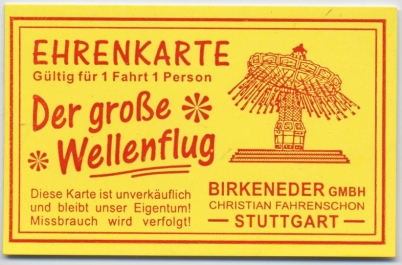 EHRENKARTE
Gültig für 1 Fahrt 1 Person
Der große
Wellenflug
Diese Karte ist unverkäuflich
und bleibt unser Eigentum!
Missbrauch wird verfolgt!
BIRKENEDER GMBH
CHRISTIAN FAHRENSCHON
STUTTGART